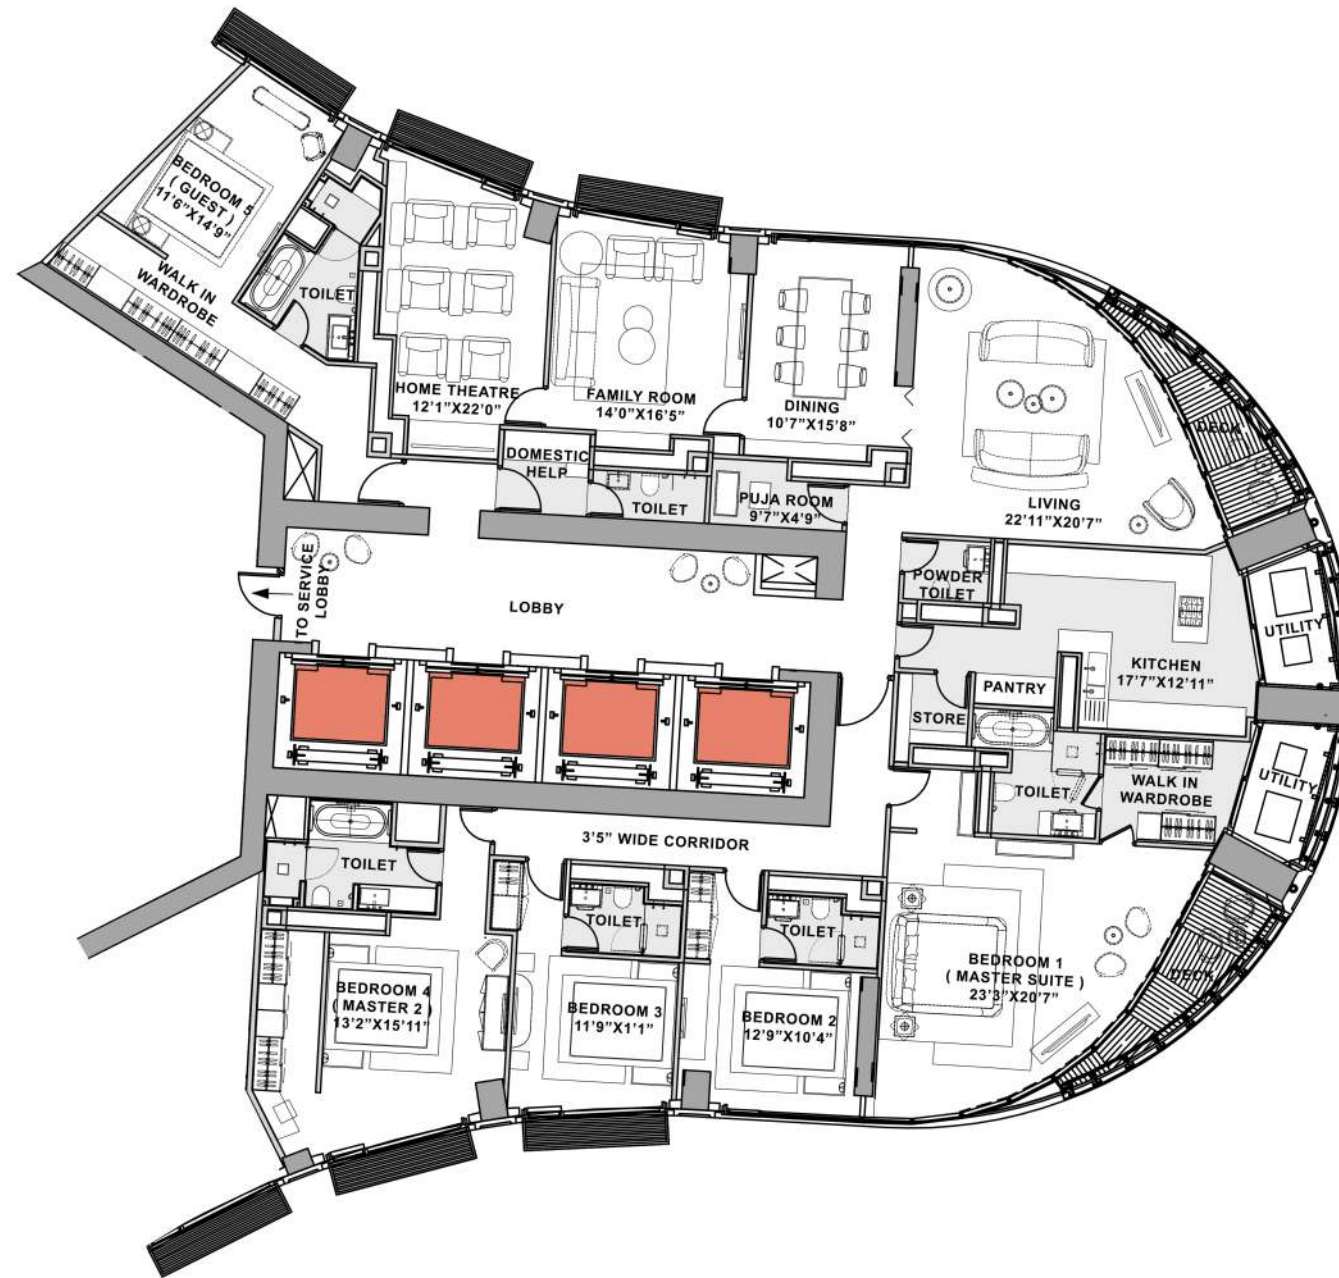 BEDROOM 5
( GUEST )
11'6"X14'9"
WALK IN
WARDROBE
TOILET
HOME THEATRE
12'1"X22'0"
FAMILY ROOM
14'0"X16'5"
DINING
10'7"X15'8"
DECK
LIVING
22'11"X20'7"
DOMESTIC
HELP
TOILET
PUJA ROOM
9'7"X4'9"
TO SERVICE
LOBBY
LOBBY
POWDER
TOILET
UTILITY
KITCHEN
17'7"X12'11"
PANTRY
STORE
TOILET
WALK IN
WARDROBE
UTILITY
3'5" WIDE CORRIDOR
TOILET
TOILET
TOILET
BEDROOM 4
( MASTER 2 )
13'2"X15'11"
BEDROOM 3
11'9"X1'1"
BEDROOM 2
12'9"X10'4"
BEDROOM 1
( MASTER SUITE )
23'3"X20'7"
DECK